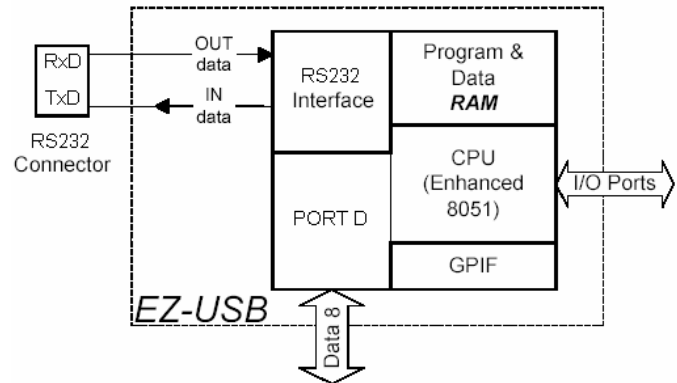 RxD
TxD
RS232
Connector
OUT
data
IN
data
RS232
Interface
Program &
Data
RAM
CPU
(Enhanced
8051)
I/O Ports
PORT D
GPIF
EZ-USB
Data 8